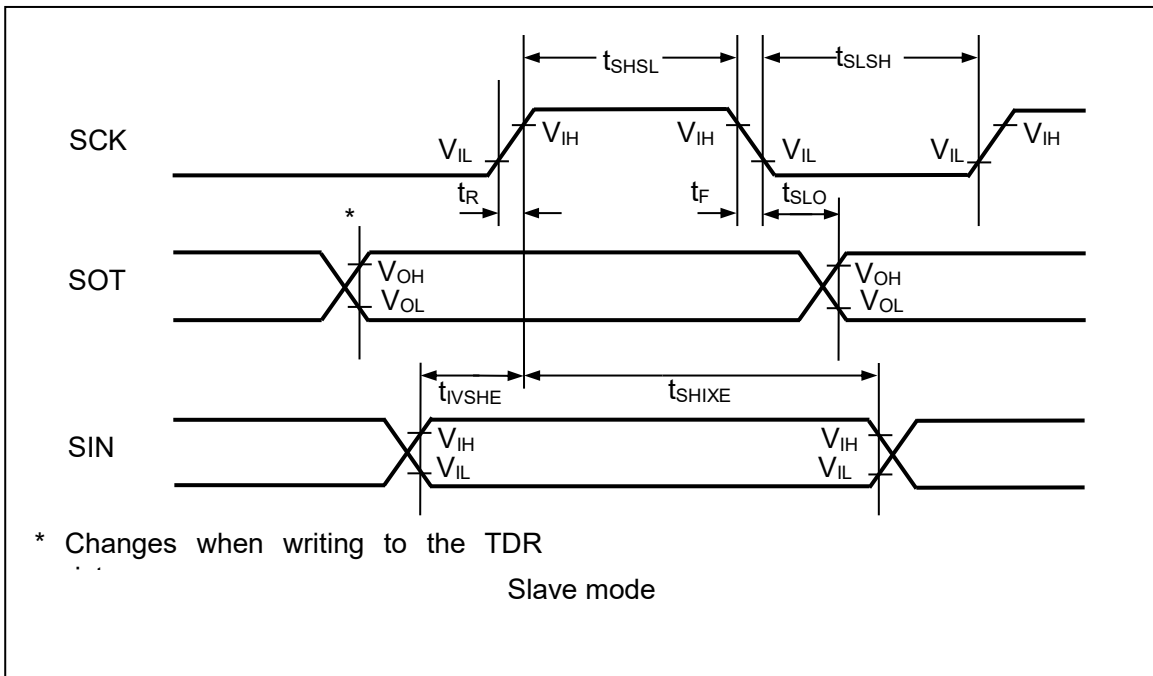 tSHSL tSLSH
SCK
VIH VIH
VIL VIL VIL VIH
tR tF tSLO
*
SOT
VOH VOH
VOL VOL
tIVSHE tSHIXE
SIN
VIH VIH
VIL VIL
* Changes when writing to the TDR
Slave mode